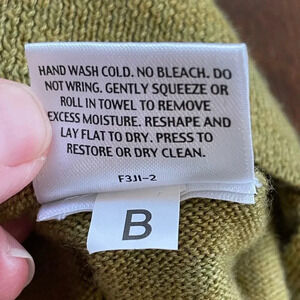 HAND WASH COLD. NO BLEACH. DO
NOT WRING. GENTLY SQUEEZE OR
ROLL IN TOWEL TO REMOVE
EXCESS MOISTURE. RESHAPE AND
LAY FLAT TO DRY. PRESS TO
RESTORE OR DRY CLEAN.
F3J1-2
B